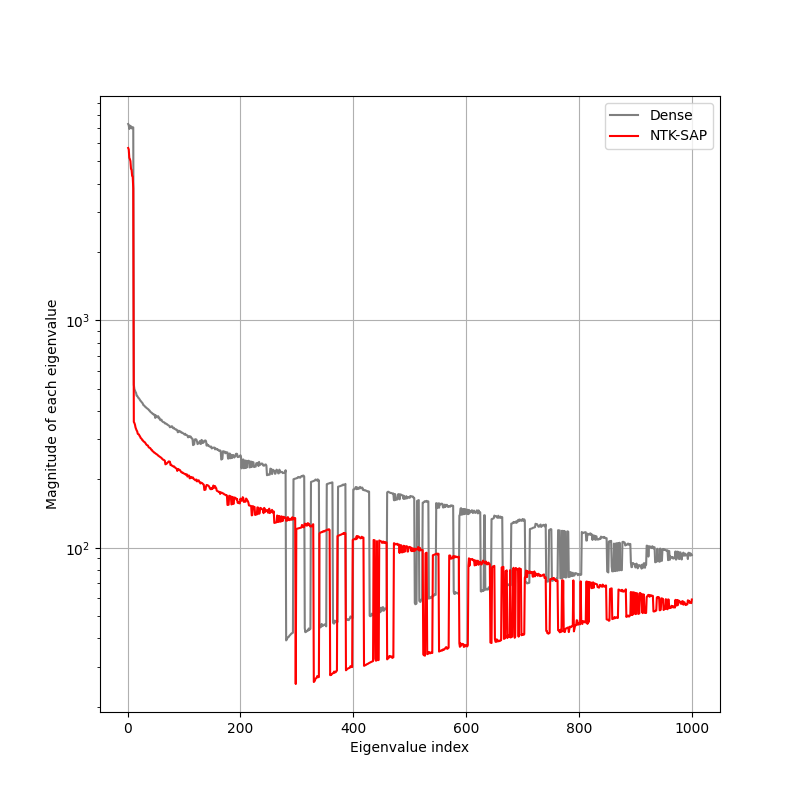 Dense
NTK-SAP
10³
10²
Magnitude of each eigenvalue
0 200 400 600 800 1000
Eigenvalue index